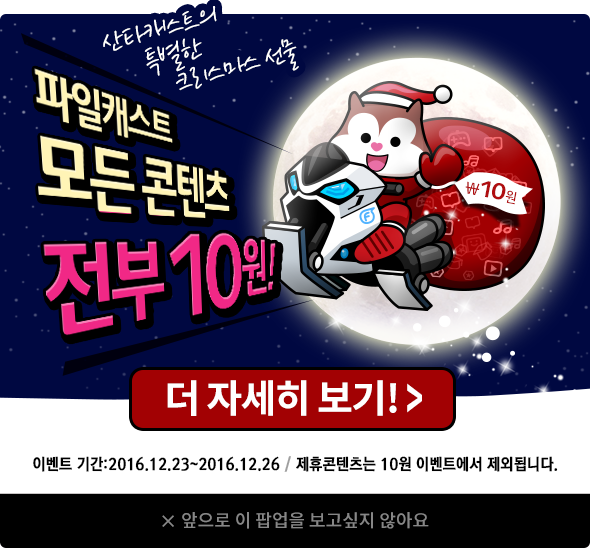 산타캐스트의
특별한
크리스마스 선물
파일캐스트
모든 콘텐츠
전부 10원!
₩10원
더 자세히 보기! >
이벤트 기간:2016.12.23~2016.12.26 / 제휴콘텐츠는 10원 이벤트에서 제외됩니다.
× 앞으로 이 팝업을 보고싶지 않아요